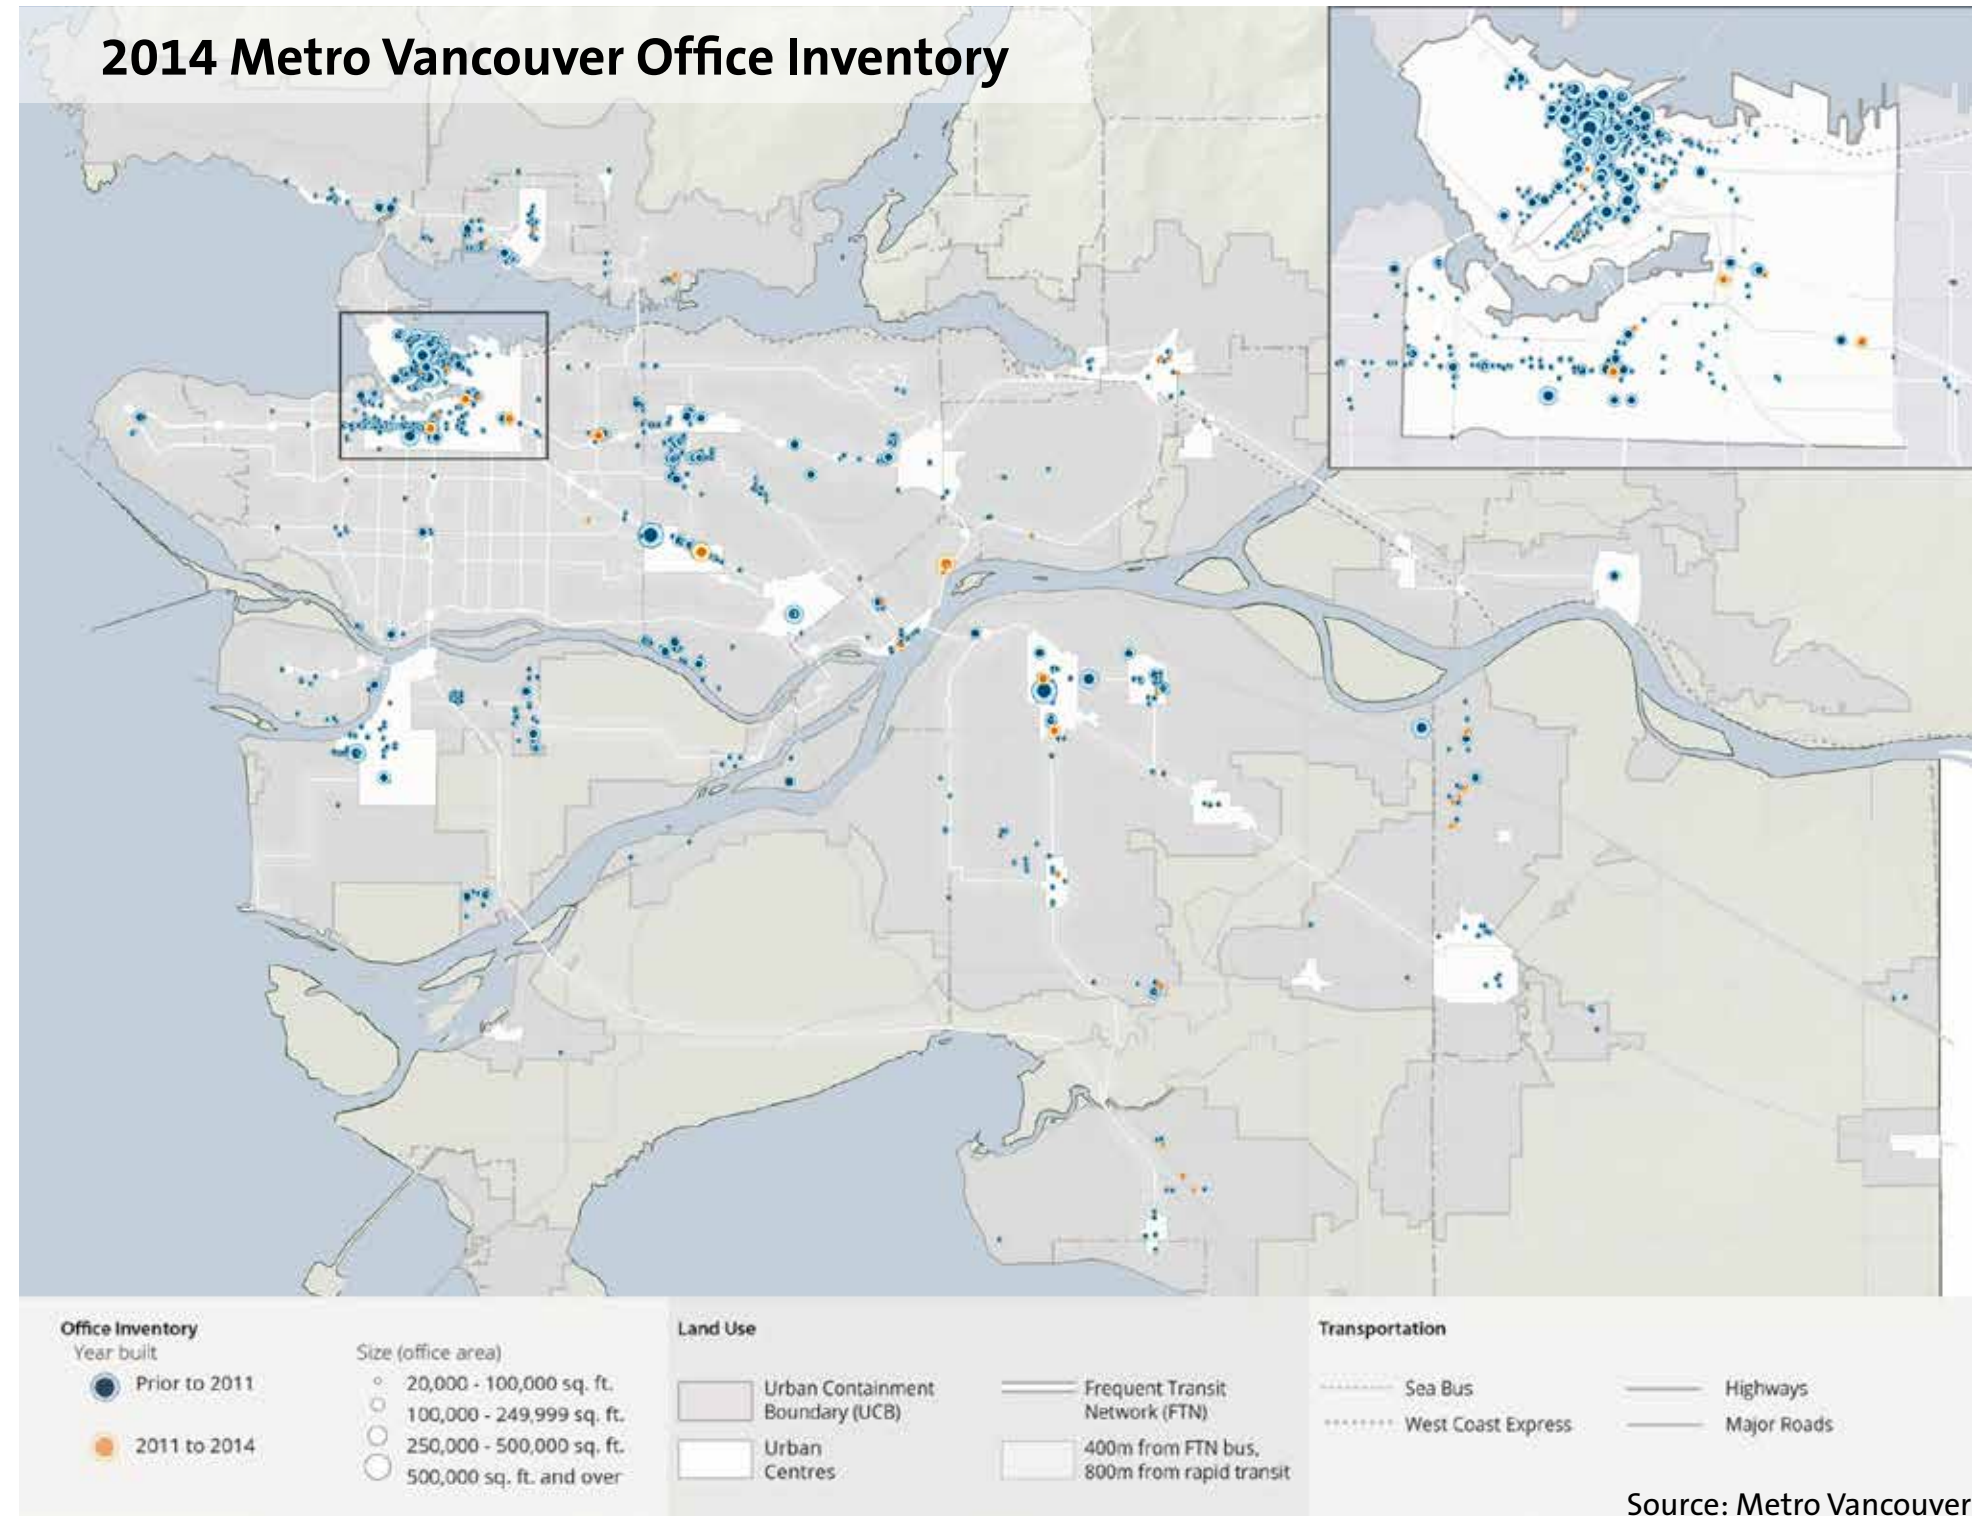 2014 Metro Vancouver Office Inventory
Office Inventory
Year built
Prior to 2011
2011 to 2014
Size (office area)
20,000 - 100,000 sq. ft.
100,000 - 249,999 sq. ft.
250,000 - 500,000 sq. ft.
500,000 sq. ft. and over
Land Use
Urban Containment
Boundary (UCB)
Urban
Centres
Frequent Transit
Network (FTN)
400m from FTN bus,
800m from rapid transit
Transportation
Sea Bus
West Coast Express
Highways
Major Roads
Source: Metro Vancouver